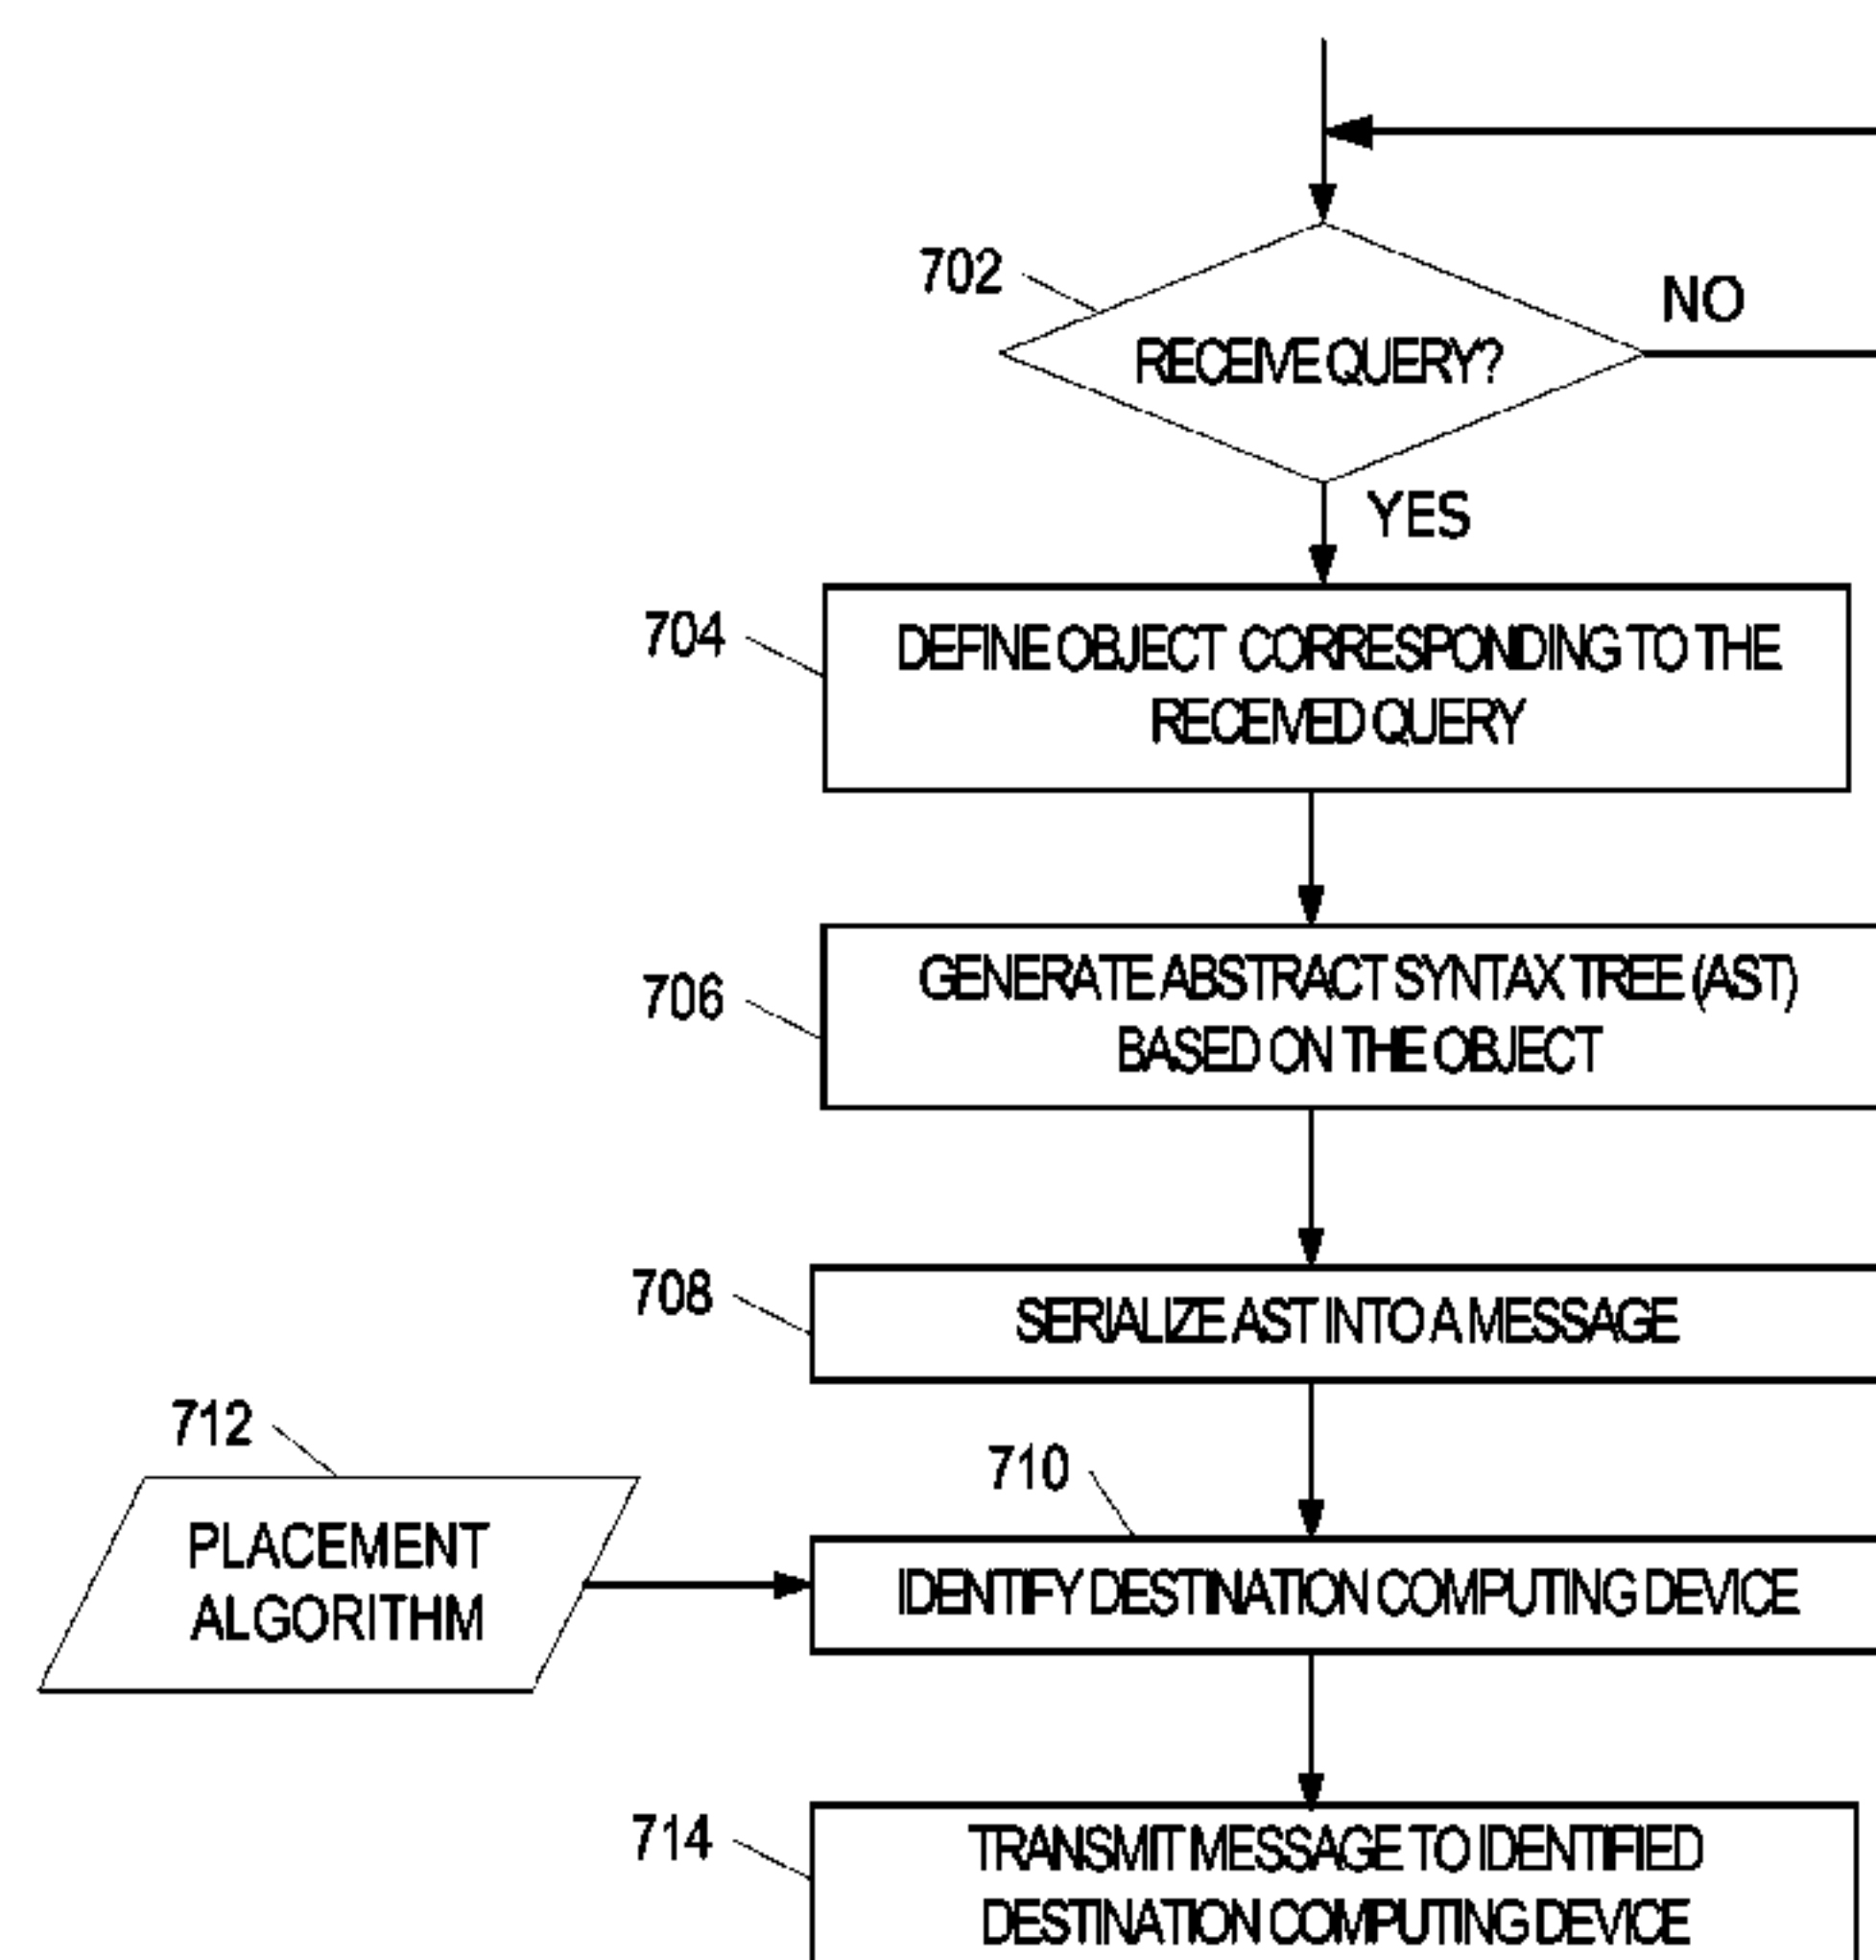 702
NO
RECEIVE QUERY?
YES
704
DEFINE OBJECT CORRESPONDING TO THE
RECEIVED QUERY
706
GENERATE ABSTRACT SYNTAX TREE (AST)
BASED ON THE OBJECT
708
SERIALIZE AST INTO A MESSAGE
712
710
PLACEMENT
ALGORITHM
IDENTIFY DESTINATION COMPUTING DEVICE
714
TRANSMIT MESSAGE TO IDENTIFIED
DESTINATION COMPUTING DEVICE